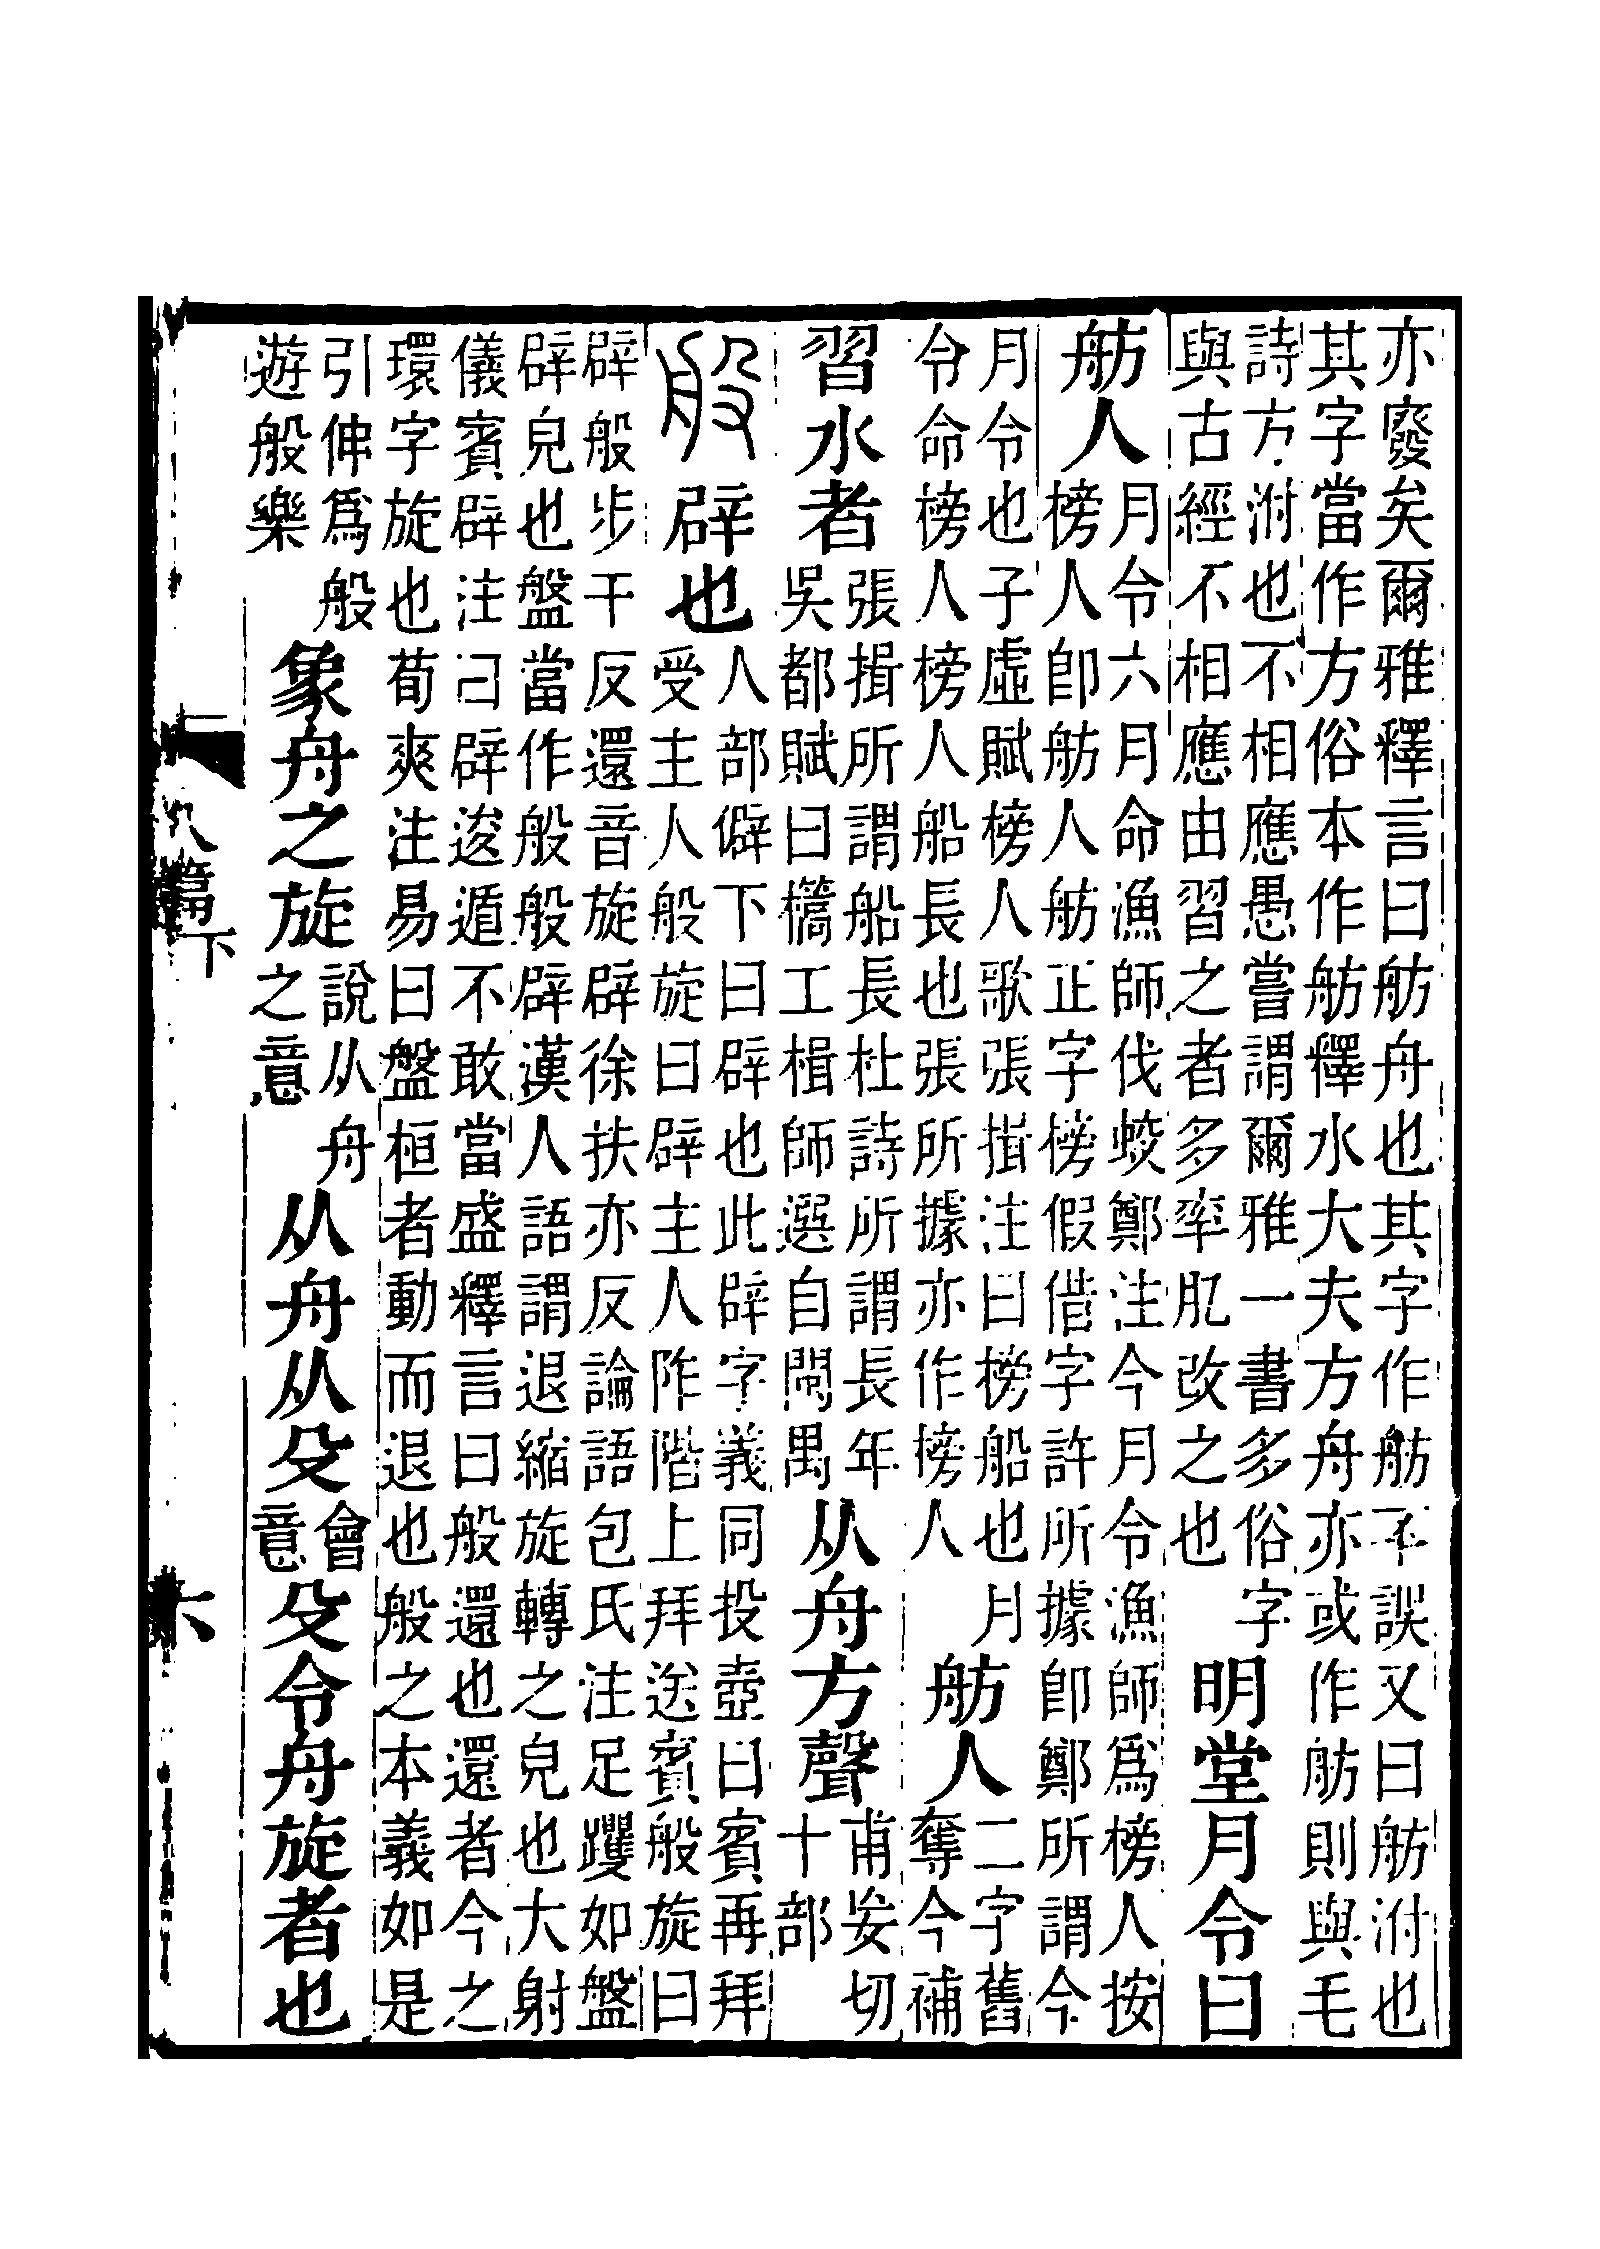 亦廢矣爾雅釋言曰舫舟也其字作舫不誤又曰舫泭也
其字當作方俗本作舫釋水大夫方舟亦或作舫則與毛
詩方泭也不相應愚嘗謂爾雅一書多俗字
與古經不相應由習之者多率肊改之也
明堂月令曰
舫人
月令六月命漁師伐蛟鄭注今月令漁師爲榜人按
榜人卽舫人舫正字榜假借字許所據卽鄭所謂今
月令也子虛賦榜人歌張揖注曰榜船也月
令命榜人榜人船長也張所據亦作榜人
舫人
二字舊
奪今補
習水者
張揖所謂船長杜詩所謂長年
吳都賦曰㰏工楫師選自閩禺
从舟方聲
甫妄切
十部
般
辟也
人部僻下曰辟也此辟字義同投壺曰賓再拜
受主人般旋曰辟主人阼階上拜送賓般旋曰
辟般步干反還音旋辟徐扶亦反論語包氏注足躩如盤
辟皃也盤當作般般辟漢人語謂退縮旋轉之皃也大射
儀賓辟注己辟逡遁不敢當盛釋言曰般還也還者今之
環字旋也荀爽注易曰盤桓者動而退也般之本義如是
引伸爲般
遊般樂
象舟之旋
說从舟
之意
从舟从殳
會
意
殳令舟旋者也
八篇下
六